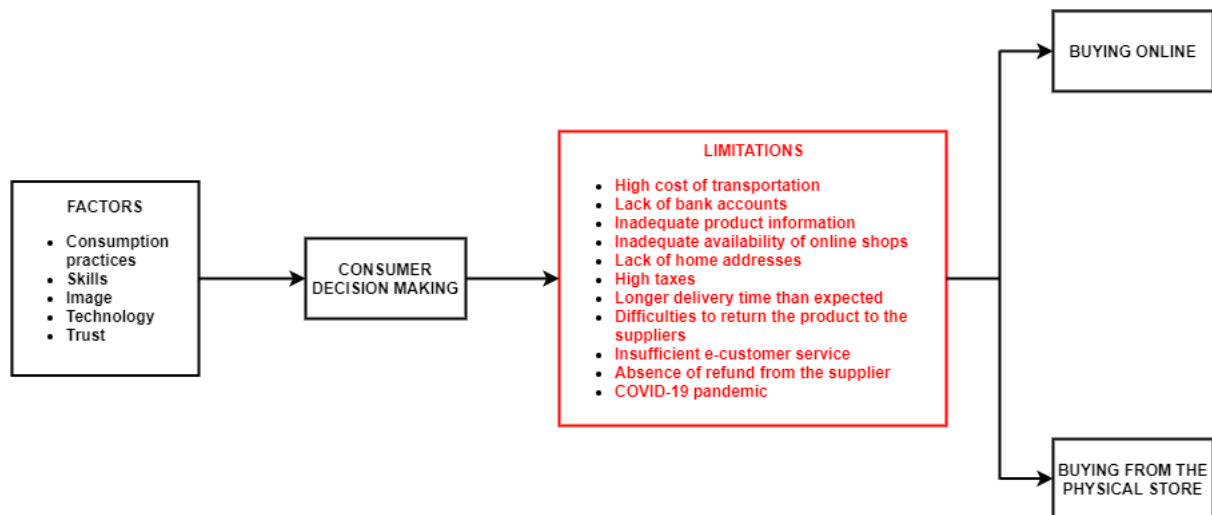 FACTORS
Consumption
practices
Skills
Image
Technology
Trust
CONSUMER
DECISION MAKING
LIMITATIONS
High cost of transportation
Lack of bank accounts
Inadequate product information
Inadequate availability of online shops
Lack of home addresses
High taxes
Longer delivery time than expected
Difficulties to return the product to the
suppliers
Insufficient e-customer service
Absence of refund from the supplier
COVID-19 pandemic
BUYING ONLINE
BUYING FROM THE
PHYSICAL STORE